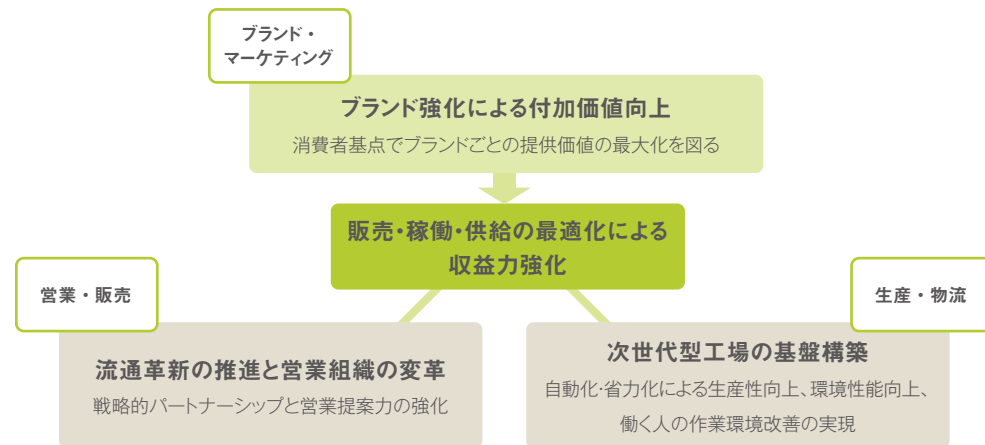 ブランド・
マーケティング
ブランド強化による付加価値向上
消費者基点でブランドごとの提供価値の最大化を図る
販売・稼働・供給の最適化による
収益力強化
営業・販売
流通革新の推進と営業組織の変革
戦略的パートナーシップと営業提案力の強化
生産・物流
次世代型工場の基盤構築
自動化・省力化による生産性向上、環境性能向上、
働く人の作業環境改善の実現